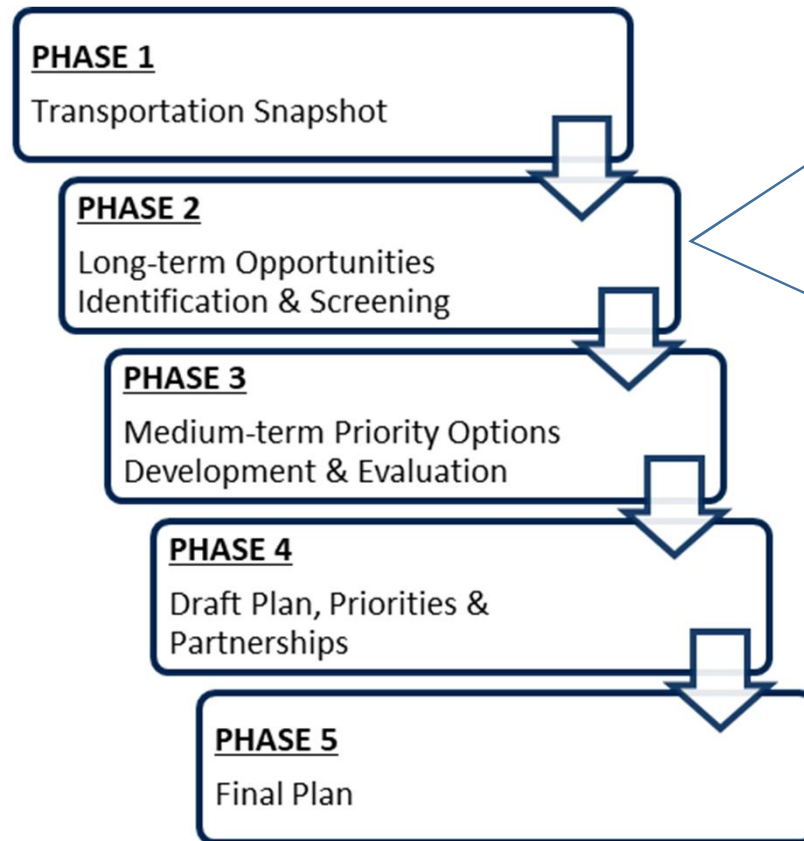 PHASE 1
Transportation Snapshot
PHASE 2
Long-term Opportunities
Identification & Screening
PHASE 3
Medium-term Priority Options
Development & Evaluation
PHASE 4
Draft Plan, Priorities &
Partnerships
PHASE 5
Final Plan